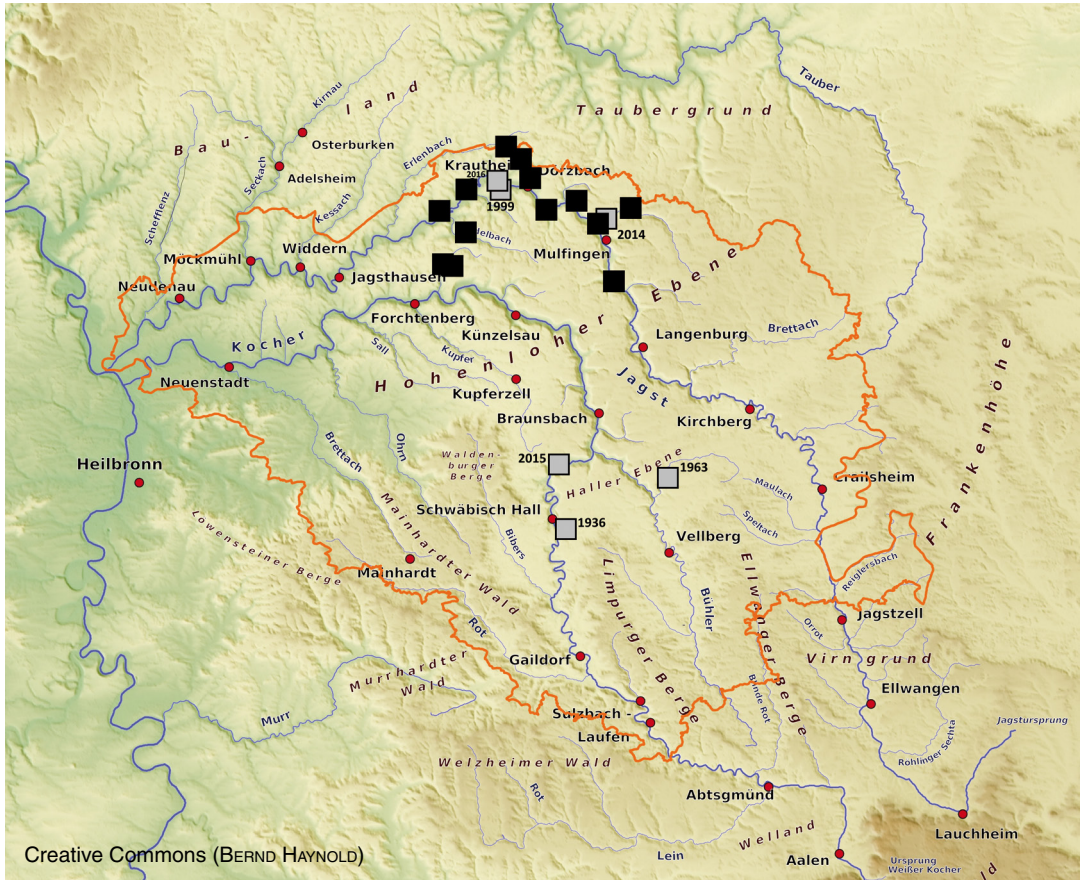 Tauber
Kirnau
Bau-
land
Taubergrund
Osterburken
Erlenbach
Seckach
Adelsheim
2016
Dörzbach
Kessach
1999
Schefflenz
2014
Widdern
Mulfingen
Möckmühl
Jagsthausen
Neudenau
Forchtenberg
Künzelsau
Langenburg
Brettach
Kocher
Sall
Kupfer
Hohenloher Ebene
Neuenstadt
Kupferzell
Jagst
Frankenhöhe
Braunsbach
Kirchberg
Brettach
Ohrn
Walden-
burger
Berge
Heilbronn
2015
Haller Ebene
1963
Maulach
Schwäbisch Hall
1936
Speltach
Löwensteiner Berge
Mainhardter Wald
Bibers
Vellberg
Mainhardt
Limpurger Berge
Ellwanger Berge
Reiglersbach
Bühler
Jagstzell
Rot
Orrot
Virngrund
Gaildorf
Murrhardter
Wald
Ellwangen
Blinde Rot
Sulzbach -
Laufen
Murr
Jagstursprung
Rohlinger Sechta
Welzheimer Wald
Rot
Abtsgmünd
Lauchheim
Welland
Lein
Aalen
Ursprung
Weißer Kocher
Creative Commons (BERND HAYNOLD)